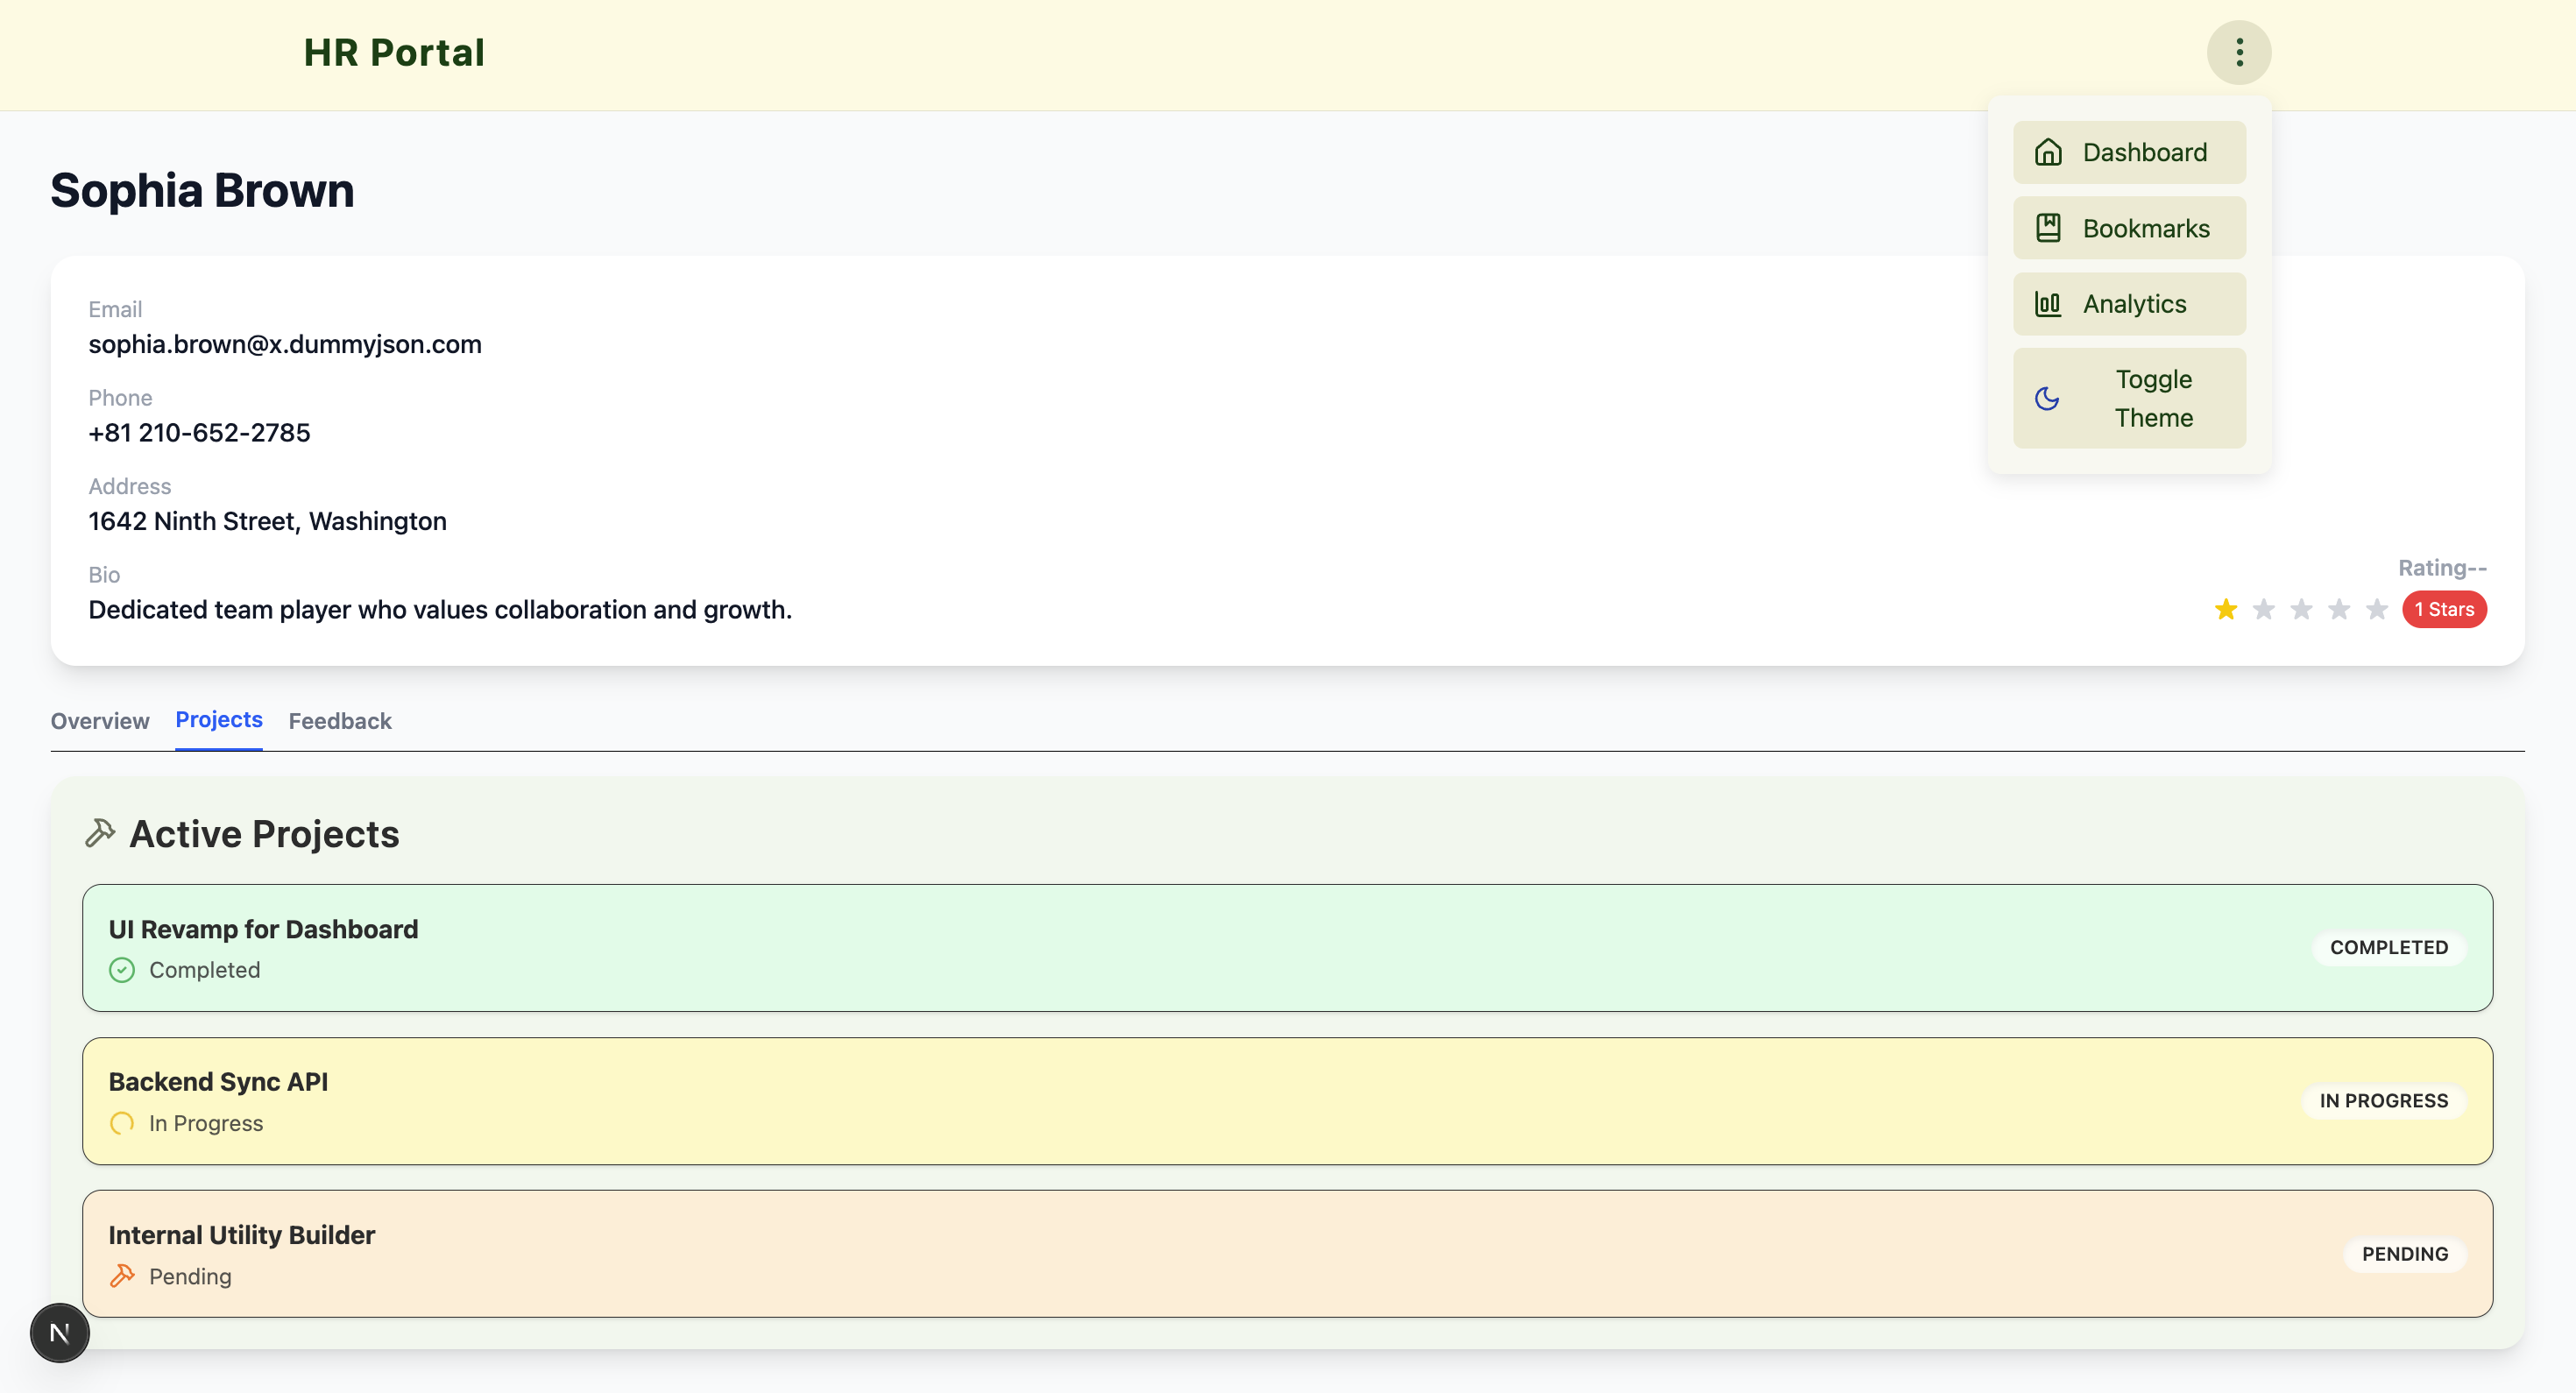 HR Portal
Dashboard
Bookmarks
Analytics
Toggle
Theme
Sophia Brown
Email
sophia.brown@x.dummyjson.com
Phone
+81 210-652-2785
Address
1642 Ninth Street, Washington
Bio
Dedicated team player who values collaboration and growth.
Rating--
1 Stars
Overview Projects Feedback
Active Projects
UI Revamp for Dashboard
Completed
COMPLETED
Backend Sync API
In Progress
IN PROGRESS
Internal Utility Builder
Pending
PENDING
N